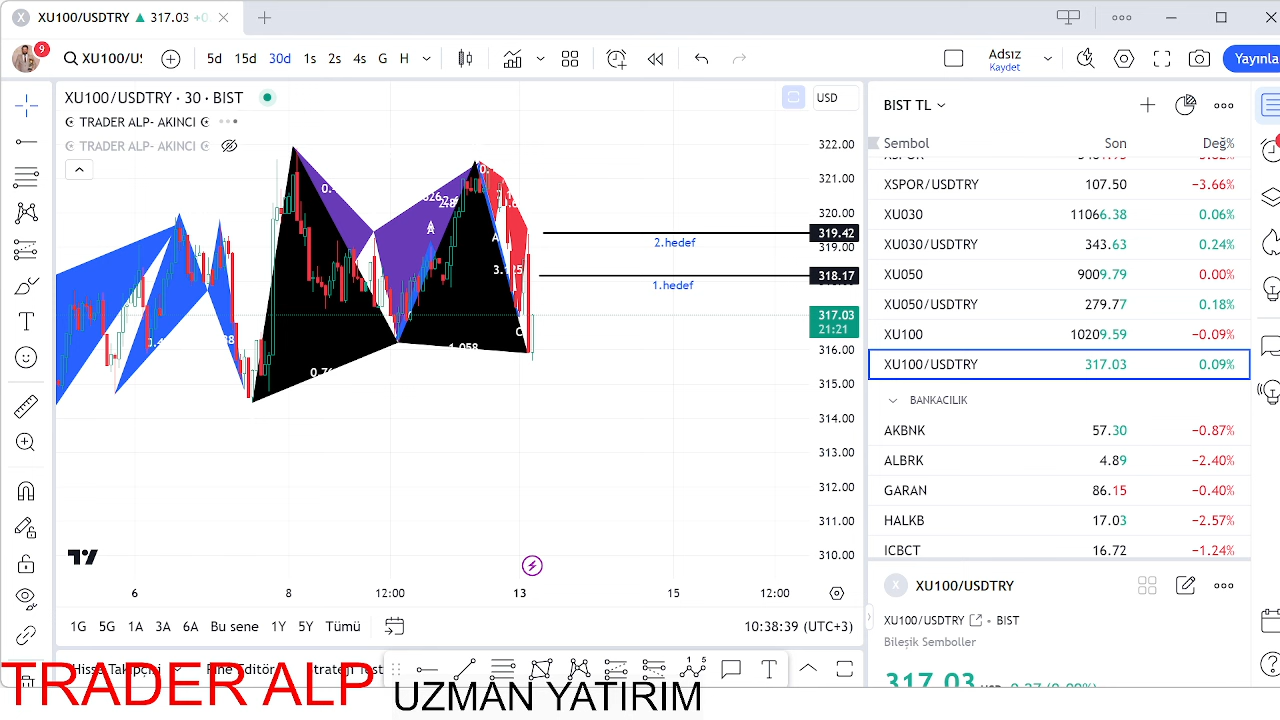 XU100/USDTRY ▲ 317.03 +0
9
XU100/U
5d 15d 30d 1s 2s 4s G H
Adsız
Kaydet
Yayınla
XU100/USDTRY · 30 · BIST
USD
TRADER ALP- AKINCI
TRADER ALP- AKINCI
322.00
321.00
320.00
319.42
319.00
318.17
317.03
21:21
316.00
315.00
314.00
313.00
312.00
311.00
310.00
2.hedef
1.hedef
A
1.058
6 8 12:00 13 15 12:00
1G 5G 1A 3A 6A Bu sene 1Y 5Y Tümü
10:38:39 (UTC+3)
BIST TL
Sembol Son Değ%
XSPOR/USDTRY 107.50 −3.66%
XU030 11066.38 0.06%
XU030/USDTRY 343.63 0.24%
XU050 9009.79 0.00%
XU050/USDTRY 279.77 0.18%
XU100 10209.59 −0.09%
XU100/USDTRY 317.03 0.09%
BANKACILIK
AKBNK 57.30 −0.87%
ALBRK 4.89 −2.40%
GARAN 86.15 −0.40%
HALKB 17.03 −2.57%
ICBCT 16.72 −1.24%
X XU100/USDTRY
XU100/USDTRY • BIST
Bileşik Semboller
317.03
TRADER ALP
UZMAN YATIRIM